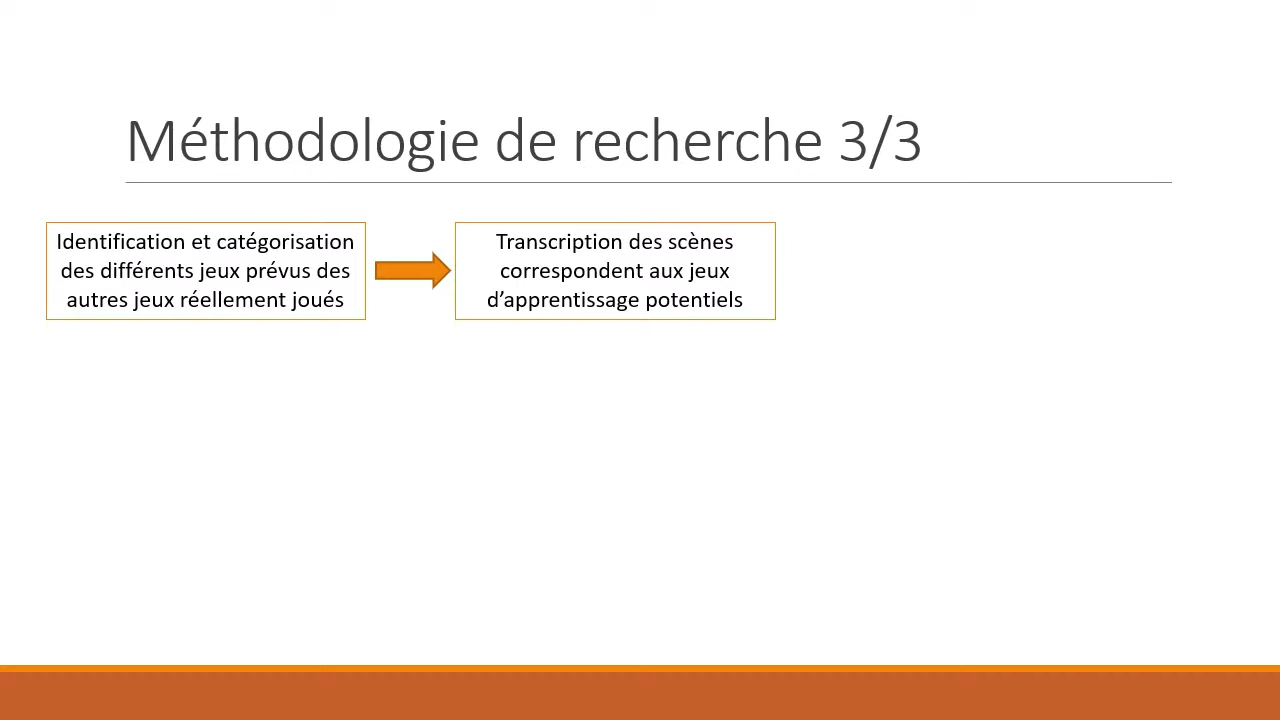 Méthodologie de recherche 3/3
Identification et catégorisation
des différents jeux prévus des
autres jeux réellement joués
Transcription des scènes
correspondent aux jeux
d’apprentissage potentiels